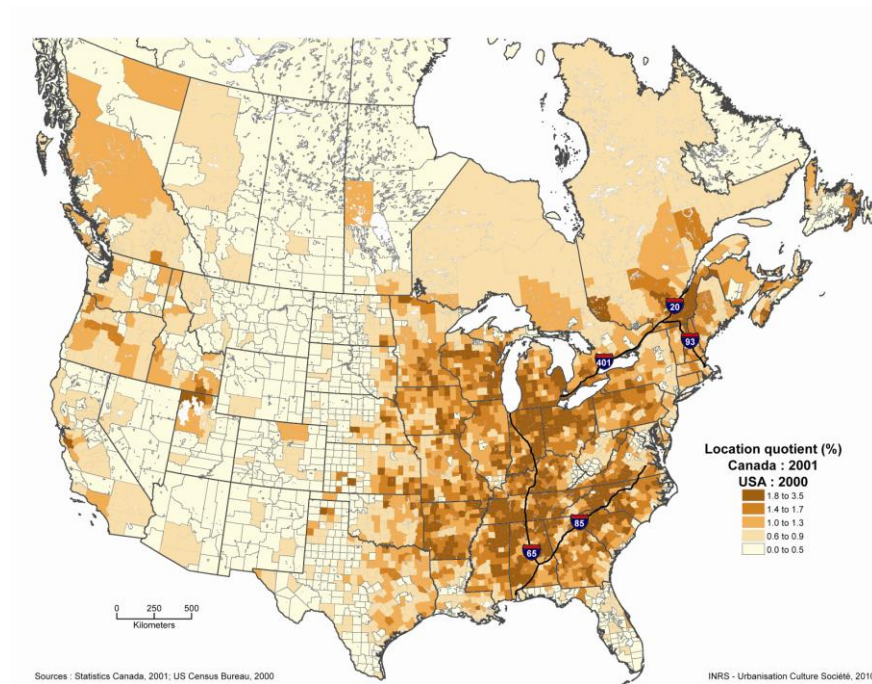 20
93
401
Location quotient (%)
Canada : 2001
USA : 2000
1.8 to 3.5
1.4 to 1.7
1.0 to 1.3
0.6 to 0.9
0.0 to 0.5
85
65
0 250 500
Kilometers
Sources : Statistics Canada, 2001; US Census Bureau, 2000
INRS - Urbanisation Culture Société, 2010